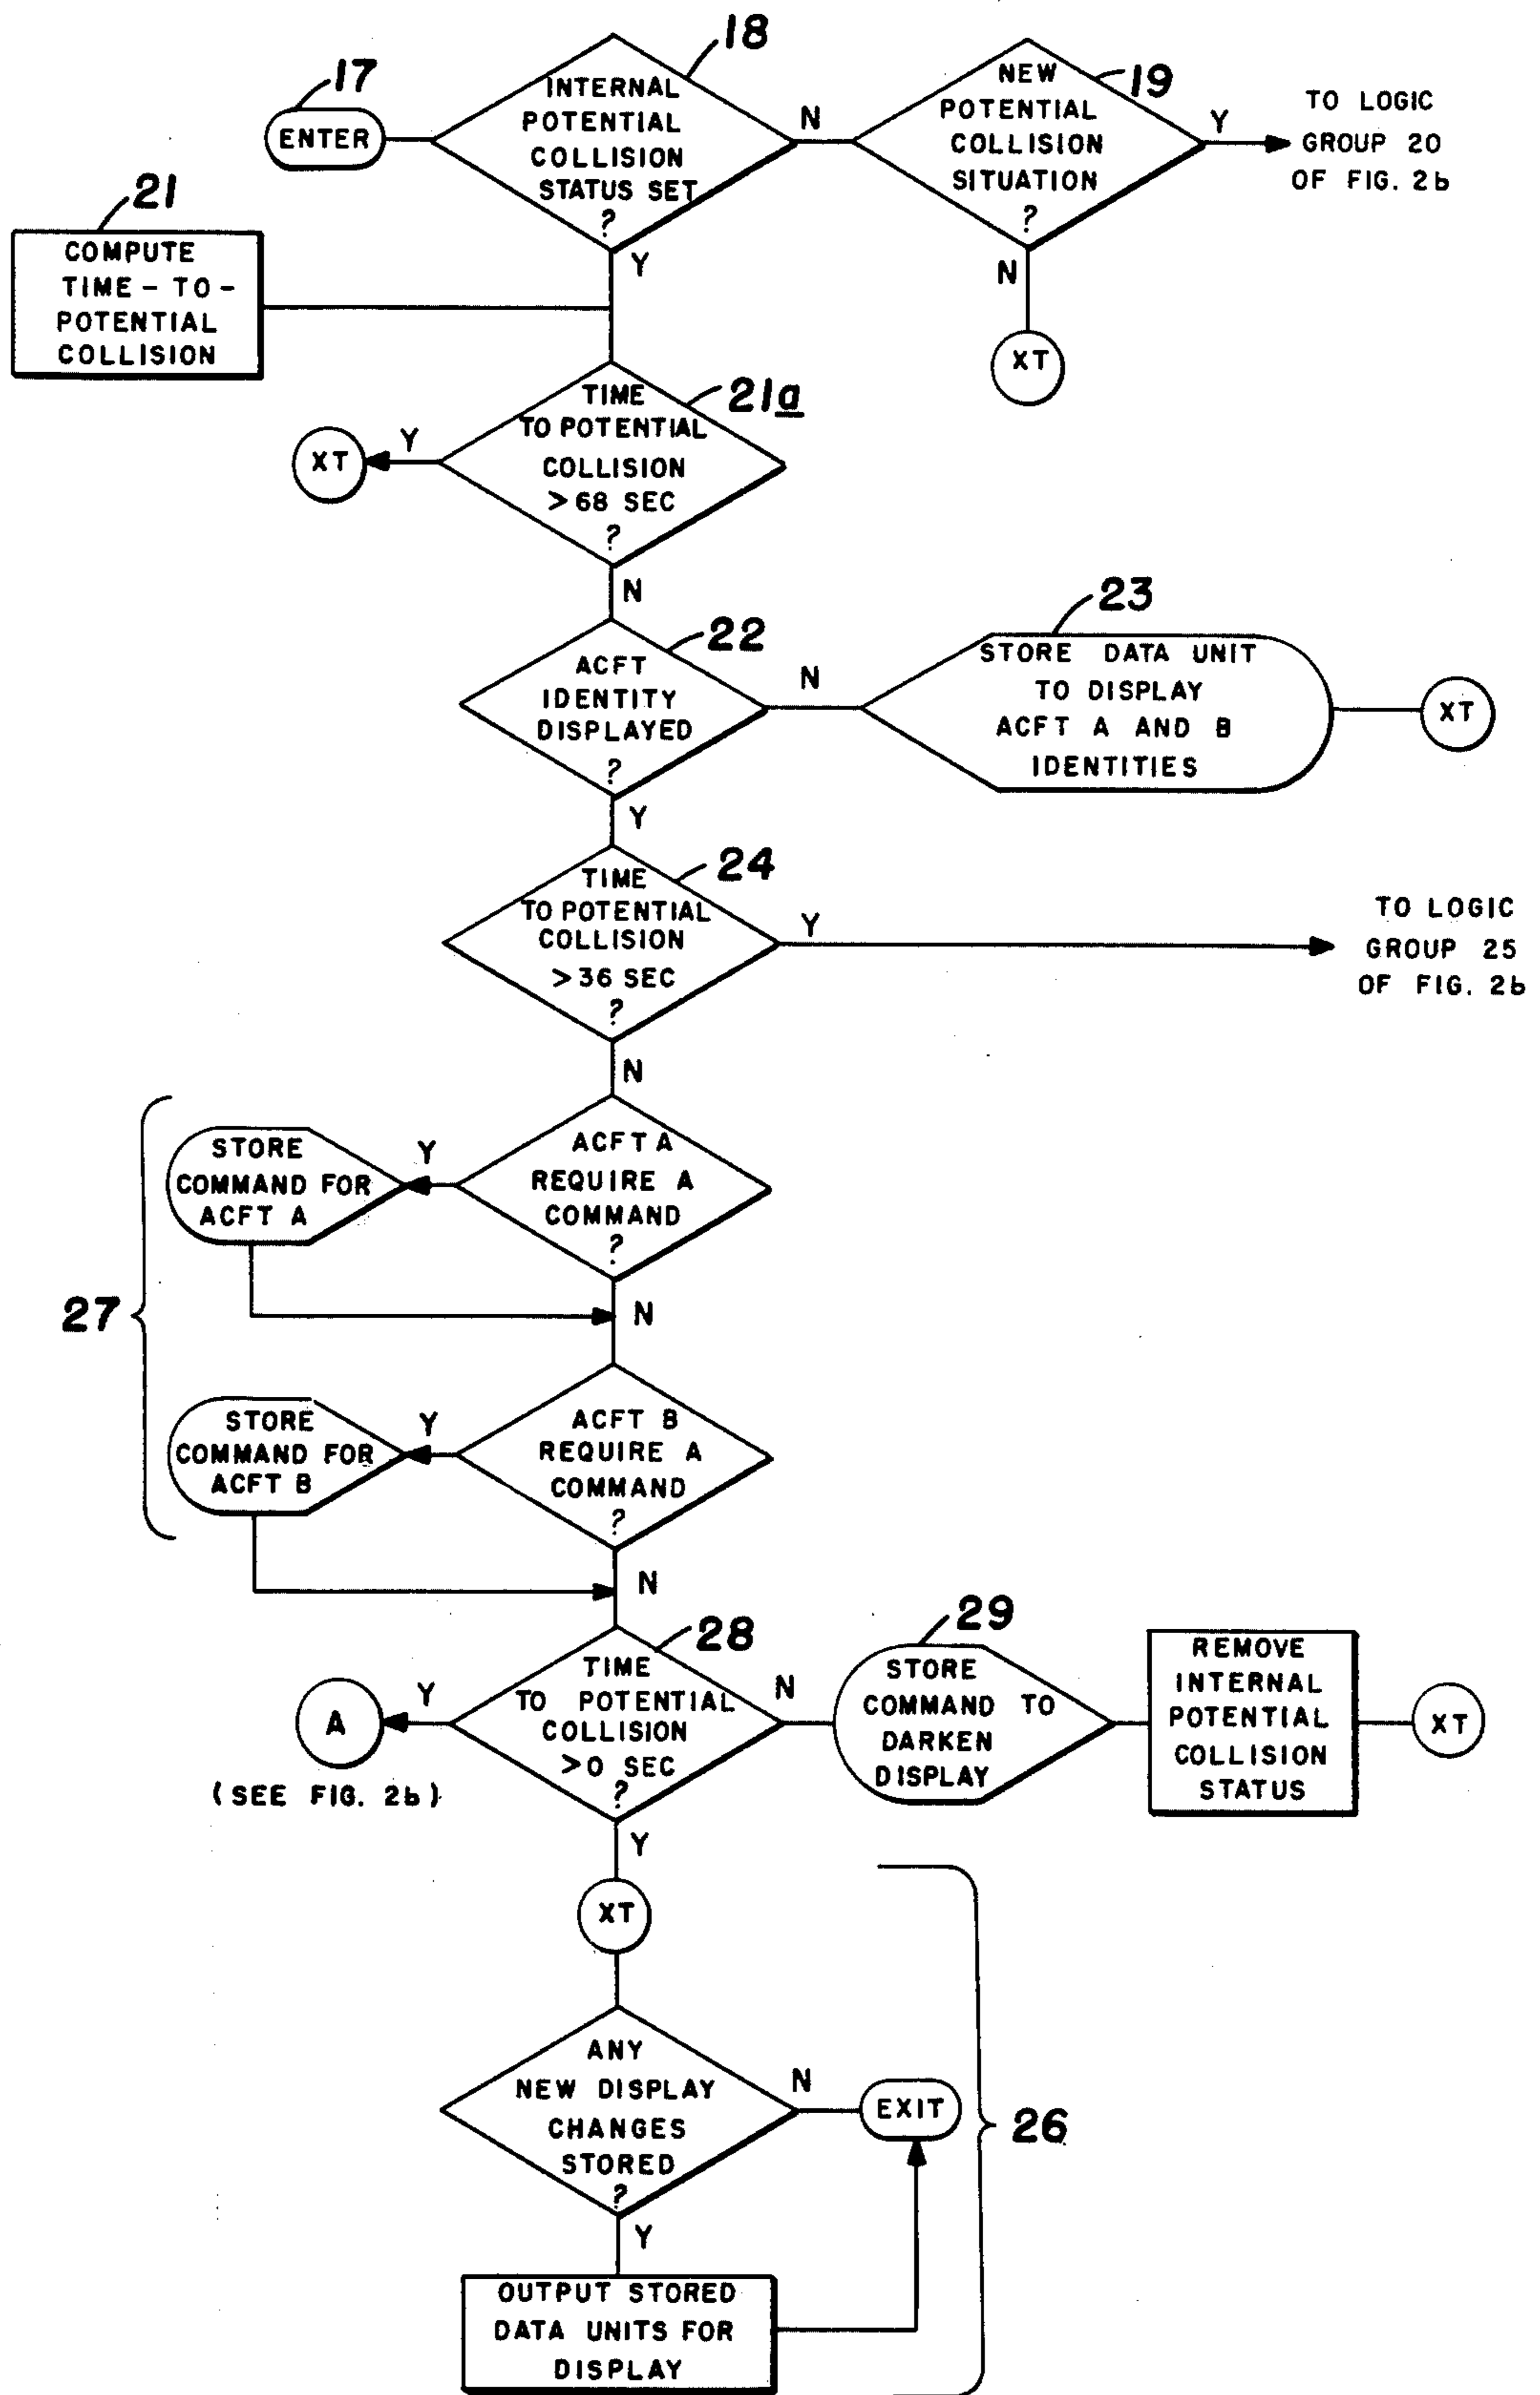 17
ENTER
18
INTERNAL
POTENTIAL
COLLISION
STATUS SET
?
N
Y
19
NEW
POTENTIAL
COLLISION
SITUATION
?
Y
TO LOGIC
GROUP 20
OF FIG. 2b
N
XT
21
COMPUTE
TIME - TO -
POTENTIAL
COLLISION
21a
TIME
TO POTENTIAL
COLLISION
>68 SEC
?
Y
XT
N
22
ACFT
IDENTITY
DISPLAYED
?
N
23
STORE DATA UNIT
TO DISPLAY
ACFT A AND B
IDENTITIES
XT
Y
24
TIME
TO POTENTIAL
COLLISION
>36 SEC
?
Y
TO LOGIC
GROUP 25
OF FIG. 2b
N
27
ACFT A
REQUIRE A
COMMAND
?
Y
STORE
COMMAND FOR
ACFT A
N
ACFT B
REQUIRE A
COMMAND
?
Y
STORE
COMMAND FOR
ACFT B
N
28
TIME
TO POTENTIAL
COLLISION
>0 SEC
?
Y
A
(SEE FIG. 2b)
N
29
STORE
COMMAND TO
DARKEN
DISPLAY
REMOVE
INTERNAL
POTENTIAL
COLLISION
STATUS
XT
Y
XT
26
ANY
NEW DISPLAY
CHANGES
STORED
?
N
EXIT
Y
OUTPUT STORED
DATA UNITS FOR
DISPLAY